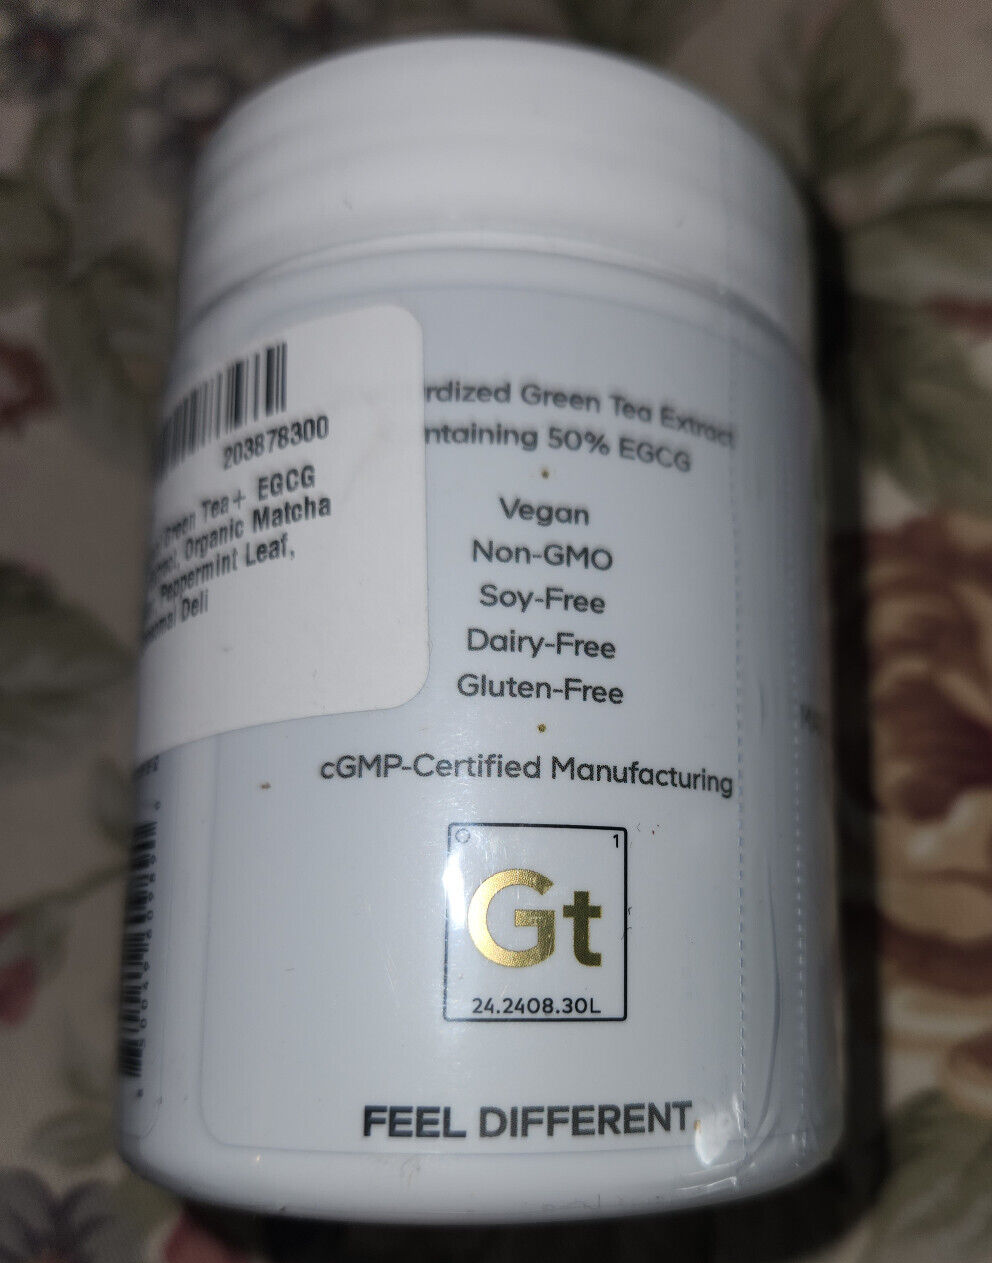 203878300
Green Tea+ EGCG
Organic Matcha
Peppermint Leaf,
Deli
rdized Green Tea Extract
ntaining 50% EGCG
Vegan
Non-GMO
Soy-Free
Dairy-Free
Gluten-Free
cGMP-Certified Manufacturing
1
Gt
24.2408.30L
FEEL DIFFERENT.